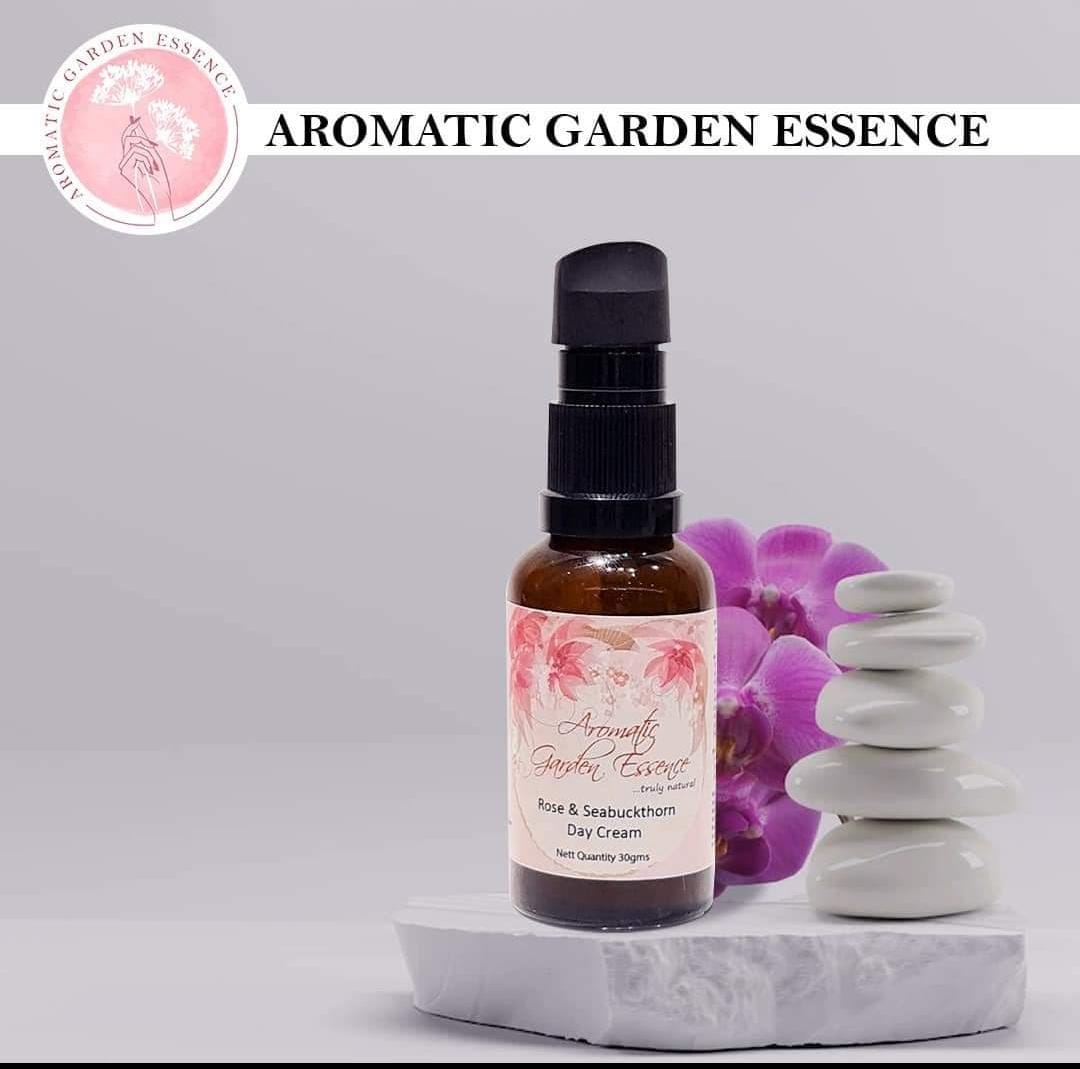 AROMATIC GARDEN ESSENCE
AROMATIC GARDEN ESSENCE
Aromatic
Garden Essence
...truly natural
Rose & Seabuckthorn
Day Cream
Nett Quantity 30gms